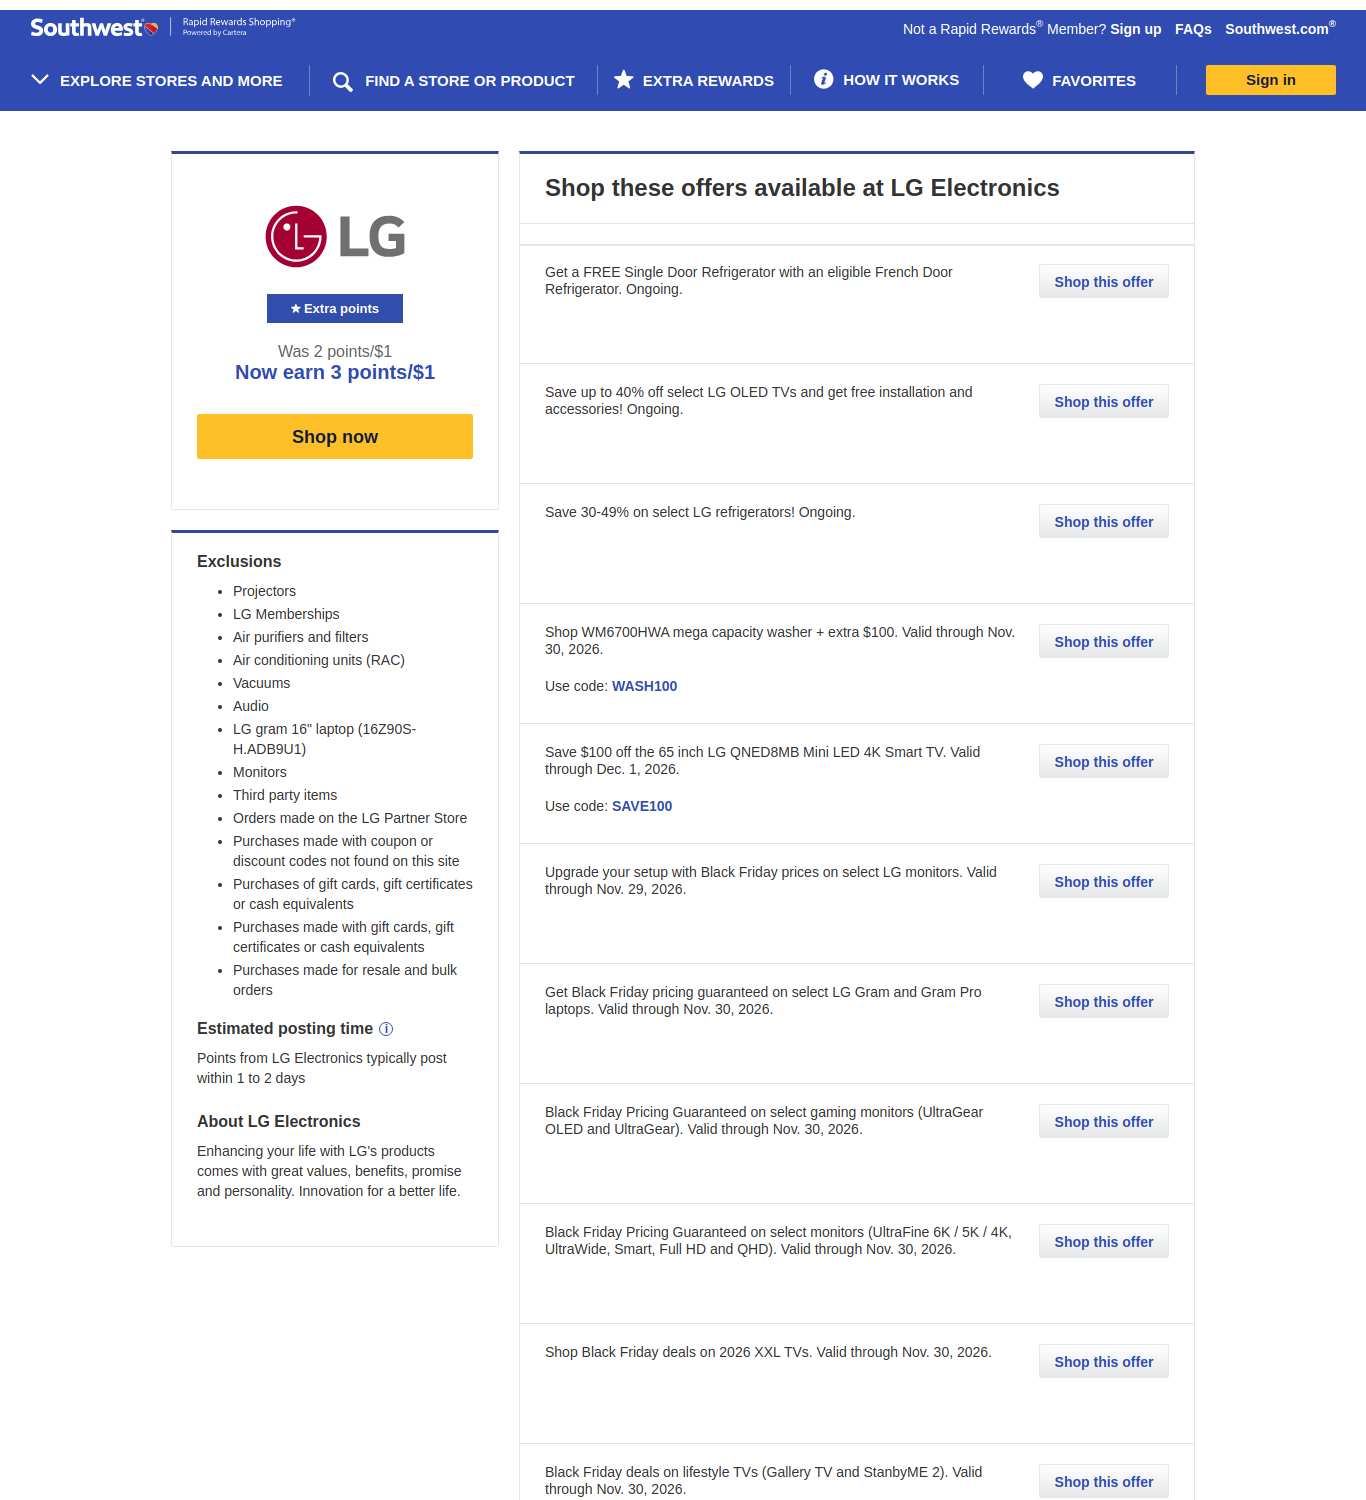 Southwest®
Rapid Rewards Shopping®
Powered by Cartera
Not a Rapid Rewards® Member? Sign up FAQs Southwest.com®
EXPLORE STORES AND MORE
FIND A STORE OR PRODUCT
EXTRA REWARDS
HOW IT WORKS
FAVORITES
Sign in
LG
Extra points
Was 2 points/$1
Now earn 3 points/$1
Shop now
Exclusions
Projectors
LG Memberships
Air purifiers and filters
Air conditioning units (RAC)
Vacuums
Audio
LG gram 16" laptop (16Z90S-
H.ADB9U1)
Monitors
Third party items
Orders made on the LG Partner Store
Purchases made with coupon or
discount codes not found on this site
Purchases of gift cards, gift certificates
or cash equivalents
Purchases made with gift cards, gift
certificates or cash equivalents
Purchases made for resale and bulk
orders
Estimated posting time
Points from LG Electronics typically post
within 1 to 2 days
About LG Electronics
Enhancing your life with LG's products
comes with great values, benefits, promise
and personality. Innovation for a better life.
Shop these offers available at LG Electronics
Get a FREE Single Door Refrigerator with an eligible French Door
Refrigerator. Ongoing.
Shop this offer
Save up to 40% off select LG OLED TVs and get free installation and
accessories! Ongoing.
Shop this offer
Save 30-49% on select LG refrigerators! Ongoing.
Shop this offer
Shop WM6700HWA mega capacity washer + extra $100. Valid through Nov.
30, 2026.
Use code: WASH100
Shop this offer
Save $100 off the 65 inch LG QNED8MB Mini LED 4K Smart TV. Valid
through Dec. 1, 2026.
Use code: SAVE100
Shop this offer
Upgrade your setup with Black Friday prices on select LG monitors. Valid
through Nov. 29, 2026.
Shop this offer
Get Black Friday pricing guaranteed on select LG Gram and Gram Pro
laptops. Valid through Nov. 30, 2026.
Shop this offer
Black Friday Pricing Guaranteed on select gaming monitors (UltraGear
OLED and UltraGear). Valid through Nov. 30, 2026.
Shop this offer
Black Friday Pricing Guaranteed on select monitors (UltraFine 6K / 5K / 4K,
UltraWide, Smart, Full HD and QHD). Valid through Nov. 30, 2026.
Shop this offer
Shop Black Friday deals on 2026 XXL TVs. Valid through Nov. 30, 2026.
Shop this offer
Black Friday deals on lifestyle TVs (Gallery TV and StanbyME 2). Valid
through Nov. 30, 2026.
Shop this offer